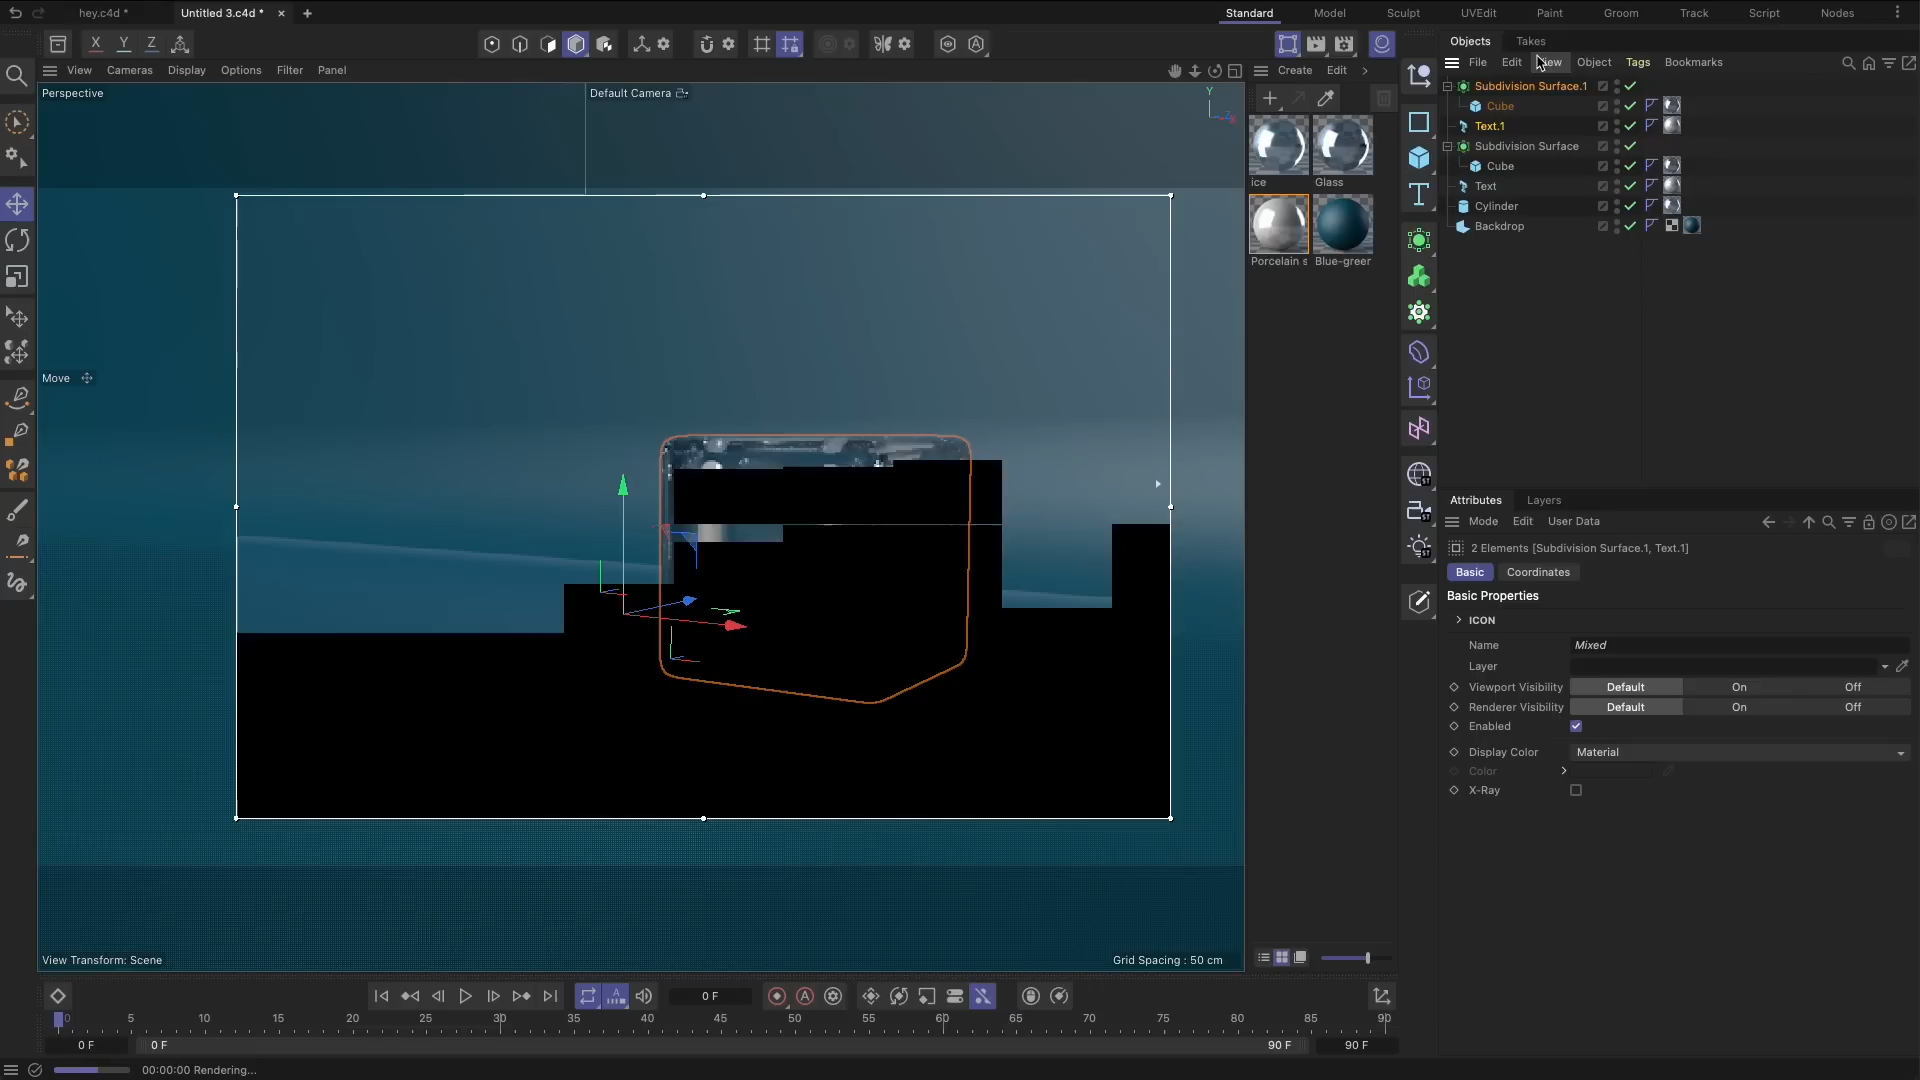 hey.c4d *
Untitled 3.c4d *
Standard
Model
Sculpt
UVEdit
Paint
Groom
Track
Script
Nodes
X
Y
Z
Objects
Takes
View
Cameras
Display
Options
Filter
Panel
Create
Edit
File
Edit
View
Object
Tags
Bookmarks
Perspective
Default Camera
Y
Subdivision Surface.1
Cube
Text.1
Subdivision Surface
Cube
Text
Cylinder
Backdrop
ice
Glass
Porcelain s
Blue-greer
Move
Attributes
Layers
Mode
Edit
User Data
2 Elements [Subdivision Surface.1, Text.1]
Basic
Coordinates
Basic Properties
ICON
Name
Mixed
Layer
Viewport Visibility
Default
On
Off
Renderer Visibility
Default
On
Off
Enabled
Display Color
Material
Color
X-Ray
View Transform: Scene
Grid Spacing : 50 cm
0 F
0
5
10
15
20
25
30
35
40
45
50
55
60
65
70
75
80
85
90
0 F
0 F
90 F
90 F
00:00:00 Rendering...